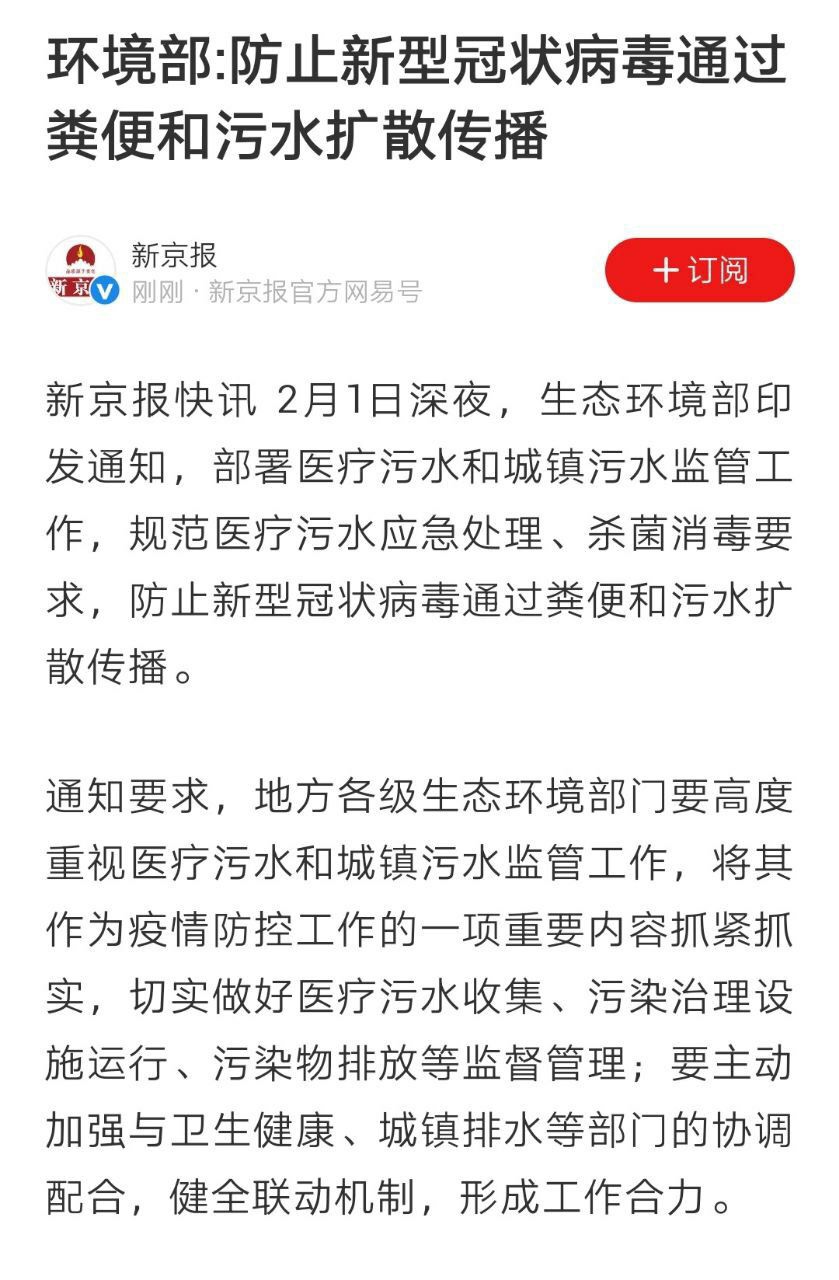 环境部:防止新型冠状病毒通过
粪便和污水扩散传播
新京报
刚刚 · 新京报官方网易号
+订阅
新京
V
新京报快讯 2月1日深夜，生态环境部印
发通知，部署医疗污水和城镇污水监管工
作，规范医疗污水应急处理、杀菌消毒要
求，防止新型冠状病毒通过粪便和污水扩
散传播。
通知要求，地方各级生态环境部门要高度
重视医疗污水和城镇污水监管工作，将其
作为疫情防控工作的一项重要内容抓紧抓
实，切实做好医疗污水收集、污染治理设
施运行、污染物排放等监督管理；要主动
加强与卫生健康、城镇排水等部门的协调
配合，健全联动机制，形成工作合力。